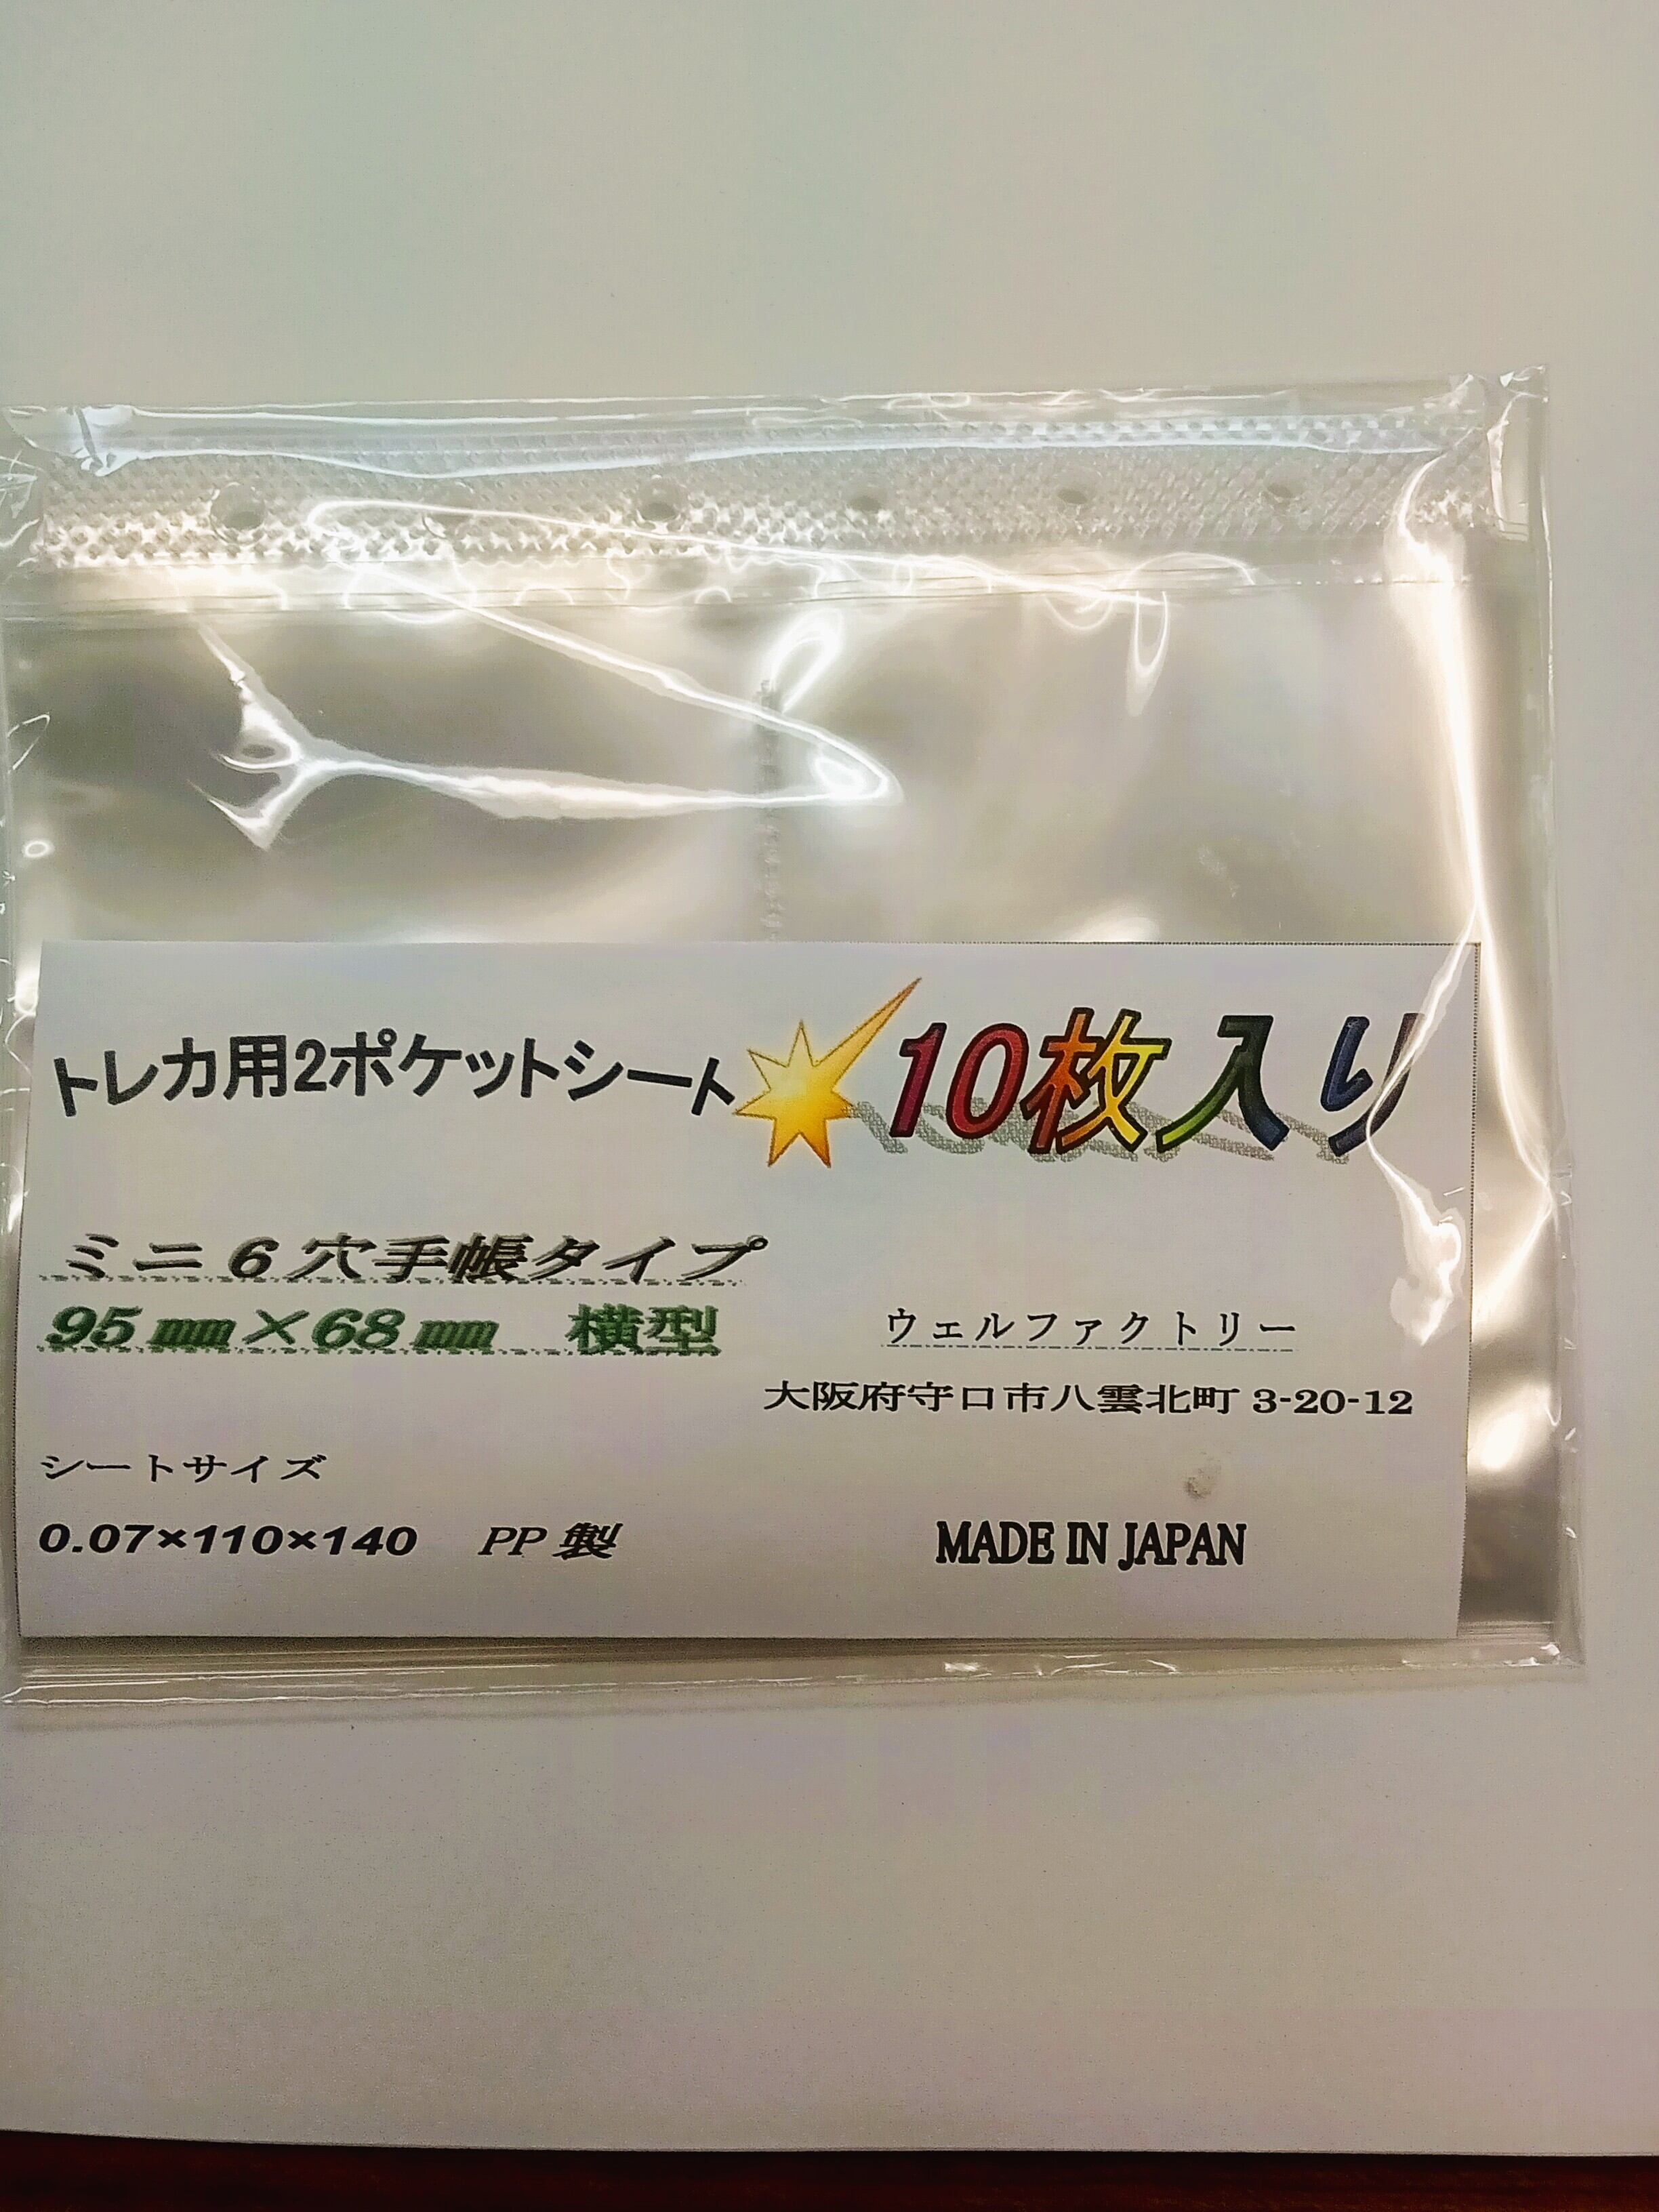 トレカ用2ポケットシート 10枚入り
ミニ6穴手帳タイプ
95㎜×68㎜ 横型
ウェルファクトリー
大阪府守口市八雲北町3-20-12
シートサイズ
0.07×110×140 PP製
MADE IN JAPAN